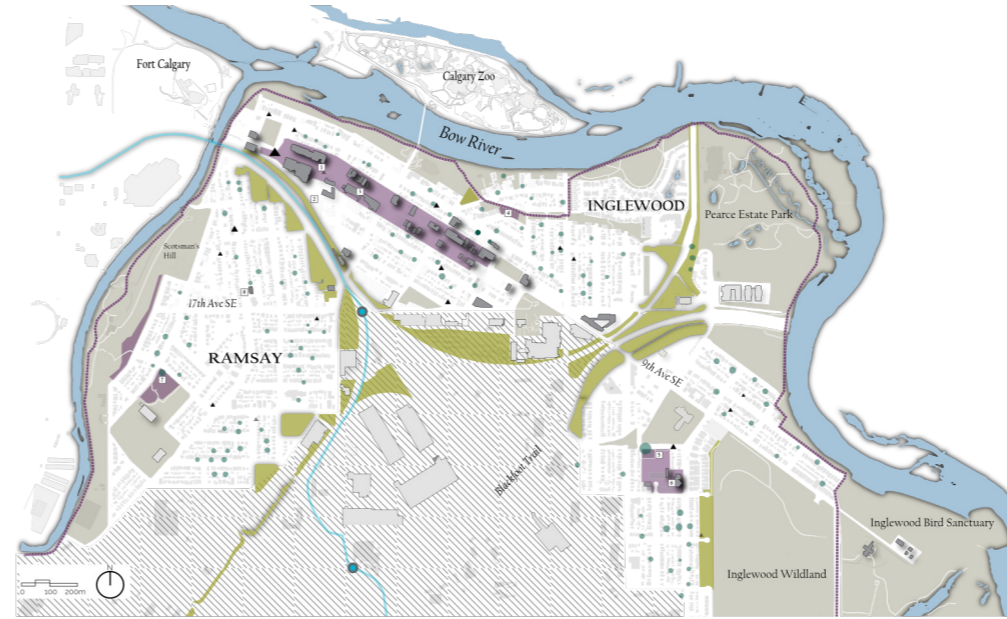 Fort Calgary
Calgary Zoo
Bow River
INGLEWOOD
Pearce Estate Park
Scotsman's
Hill
17th Ave SE
RAMSAY
9th Ave SE
Blackfoot Trail
Inglewood Bird Sanctuary
Inglewood Wildland
N
0 100 200m